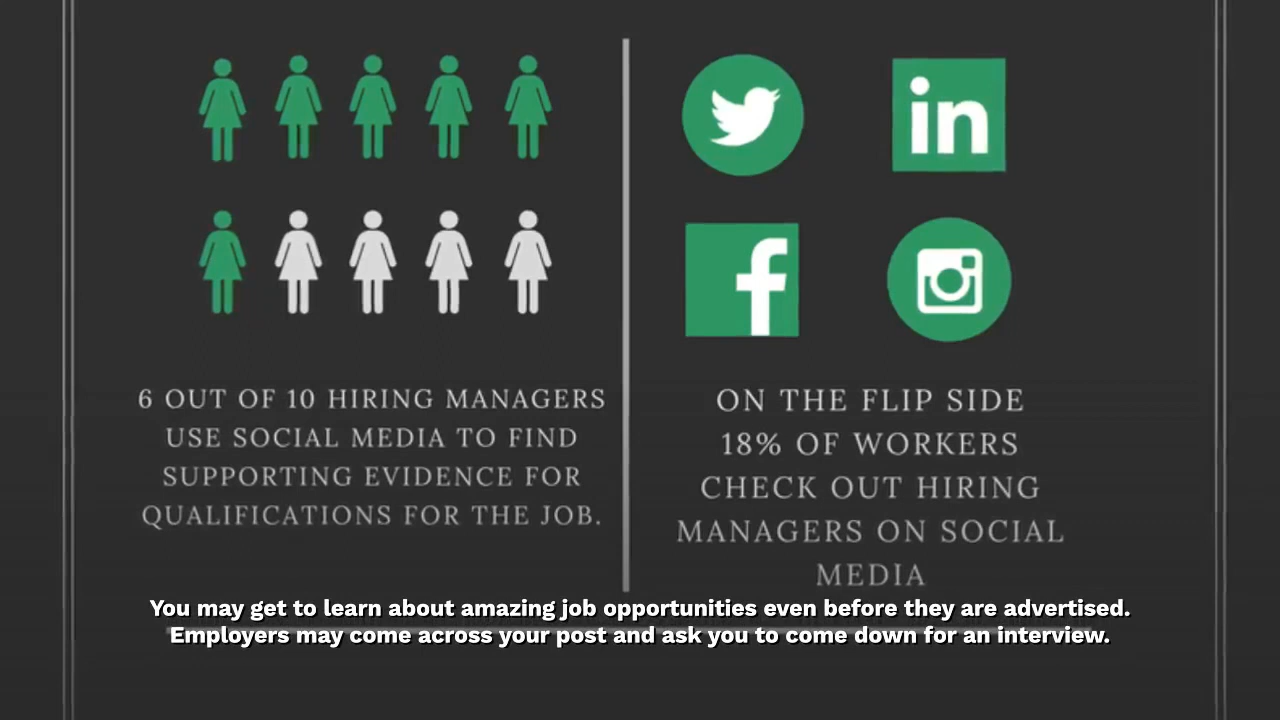 in
f
6 OUT OF 10 HIRING MANAGERS
USE SOCIAL MEDIA TO FIND
SUPPORTING EVIDENCE FOR
QUALIFICATIONS FOR THE JOB.
ON THE FLIP SIDE
18% OF WORKERS
CHECK OUT HIRING
MANAGERS ON SOCIAL
MEDIA
You may get to learn about amazing job opportunities even before they are advertised.
Employers may come across your post and ask you to come down for an interview.